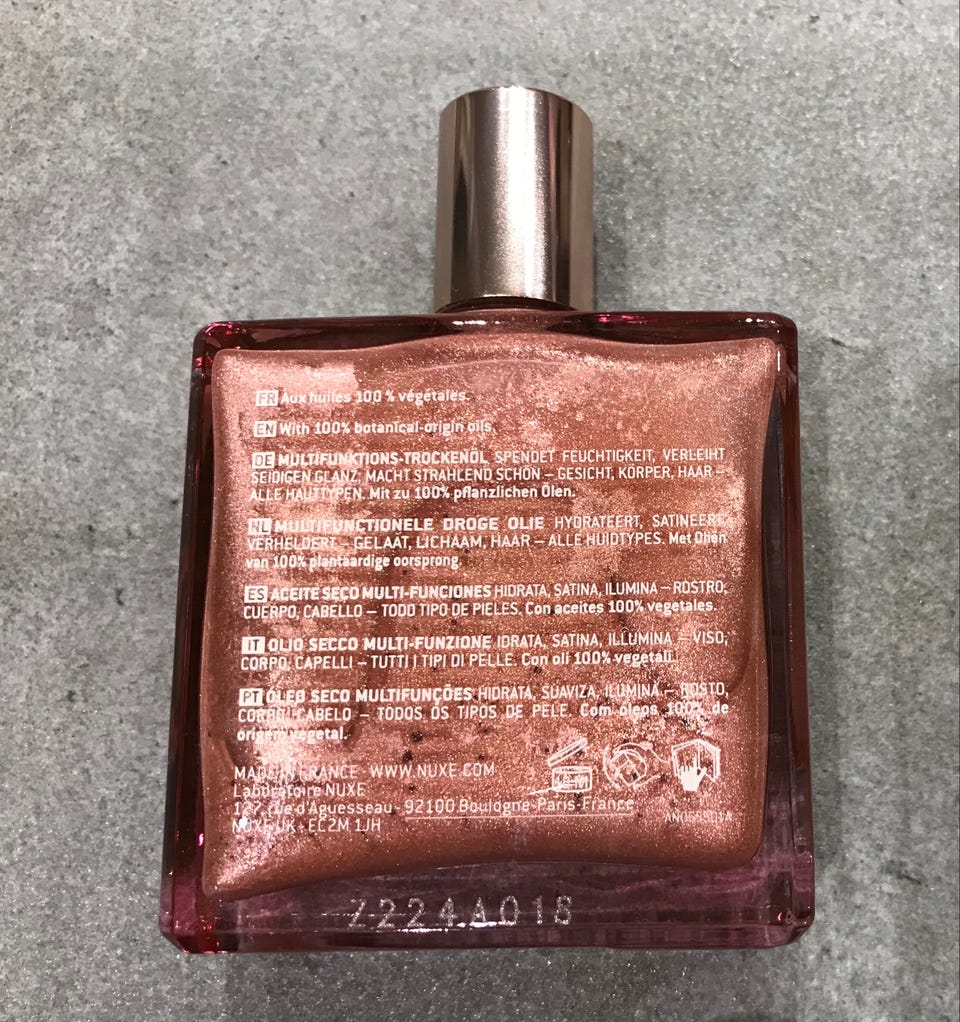 FR Aux huiles 100 % végétales.
EN With 100% botanical-origin oils.
DE MULTIFUNKTIONS-TROCKENÖL SPENDET FEUCHTIGKEIT, VERLEIHT
SEIDIGEN GLANZ, MACHT STRAHLEND SCHÖN – GESICHT, KÖRPER, HAAR –
ALLE HAUTTYPEN. Mit zu 100% pflanzlichen Ölen.
NL MULTIFUNCTIONELE DROGE OLIE HYDRATEERT, SATINEERT,
VERHELDERT – GELAAT, LICHAAM, HAAR – ALLE HUIDTYPES. Met Oliën
van 100% plantaardige oorsprong.
ES ACEITE SECO MULTI-FUNCIONES HIDRATA, SATINA, ILUMINA – ROSTRO,
CUERPO, CABELLO – TODO TIPO DE PIELES. Con aceites 100% vegetales.
IT OLIO SECCO MULTI-FUNZIONE IDRATA, SATINA, ILLUMINA – VISO,
CORPO, CAPELLI – TUTTI I TIPI DI PELLE. Con oli 100% vegetali.
PT ÓLEO SECO MULTIFUNÇÕES HIDRATA, SUAVIZA, ILUMINA – ROSTO,
CORPO, CABELO – TODOS OS TIPOS DE PELE. Com óleos 100% de
origem vegetal.
MADE IN FRANCE - WWW.NUXE.COM
Laboratoire NUXE
127, rue d'Aguesseau - 92100 Boulogne-Paris-France
NUXE UK - EC2M 1JH
2224A018